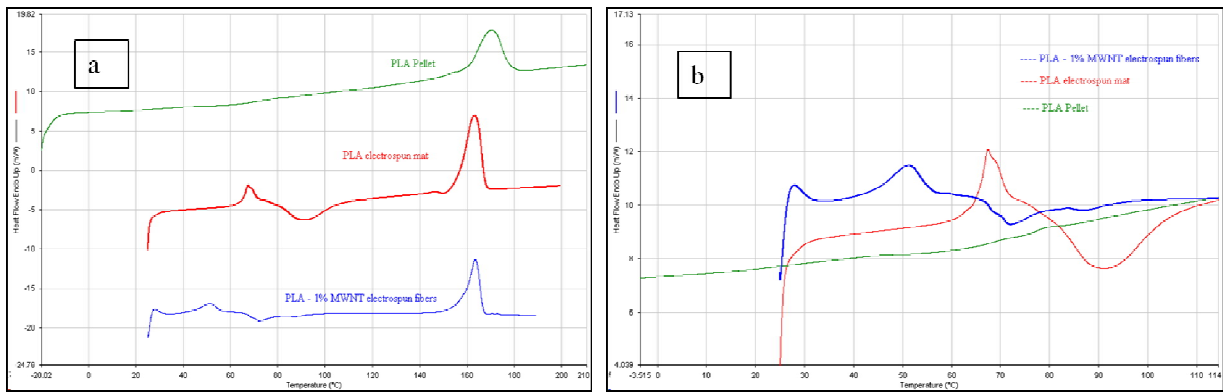 19.82
a
PLA Pellet
PLA electrospun mat
PLA - 1% MWNT electrospun fibers
15
10
5
0
-5
-10
-15
-20
24.76
Heat Flow Endo Up (mW)
-20.02 0 20 40 60 80 100 120 140 160 180 200 210
Temperature (°C)
17.13
b
PLA - 1% MWNT electrospun fibers
PLA electrospun mat
PLA Pellet
16
14
12
10
8
6
4.039
Heat Flow Endo Up (mW)
-3.515 0 10 20 30 40 50 60 70 80 90 100 110 114
Temperature (°C)